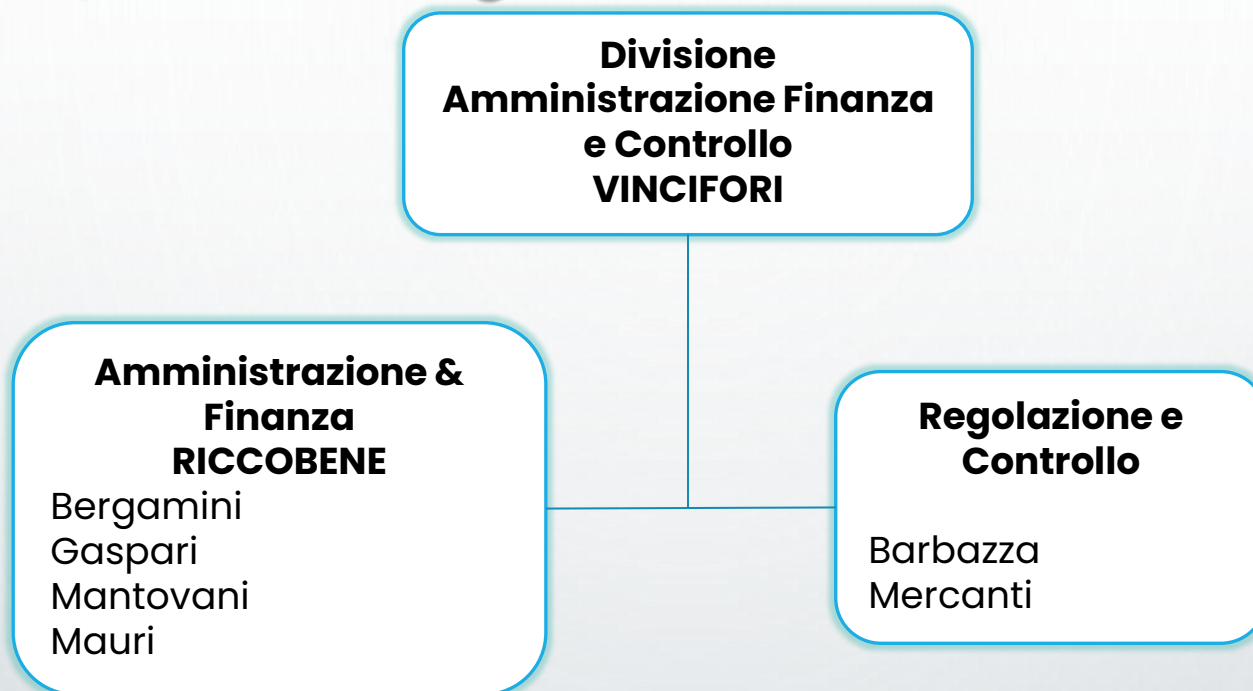 Divisione
Amministrazione Finanza
e Controllo
VINCIFORI
Amministrazione &
Finanza
RICCOBENE
Bergamini
Gaspari
Mantovani
Mauri
Regolazione e
Controllo
Barbazza
Mercanti